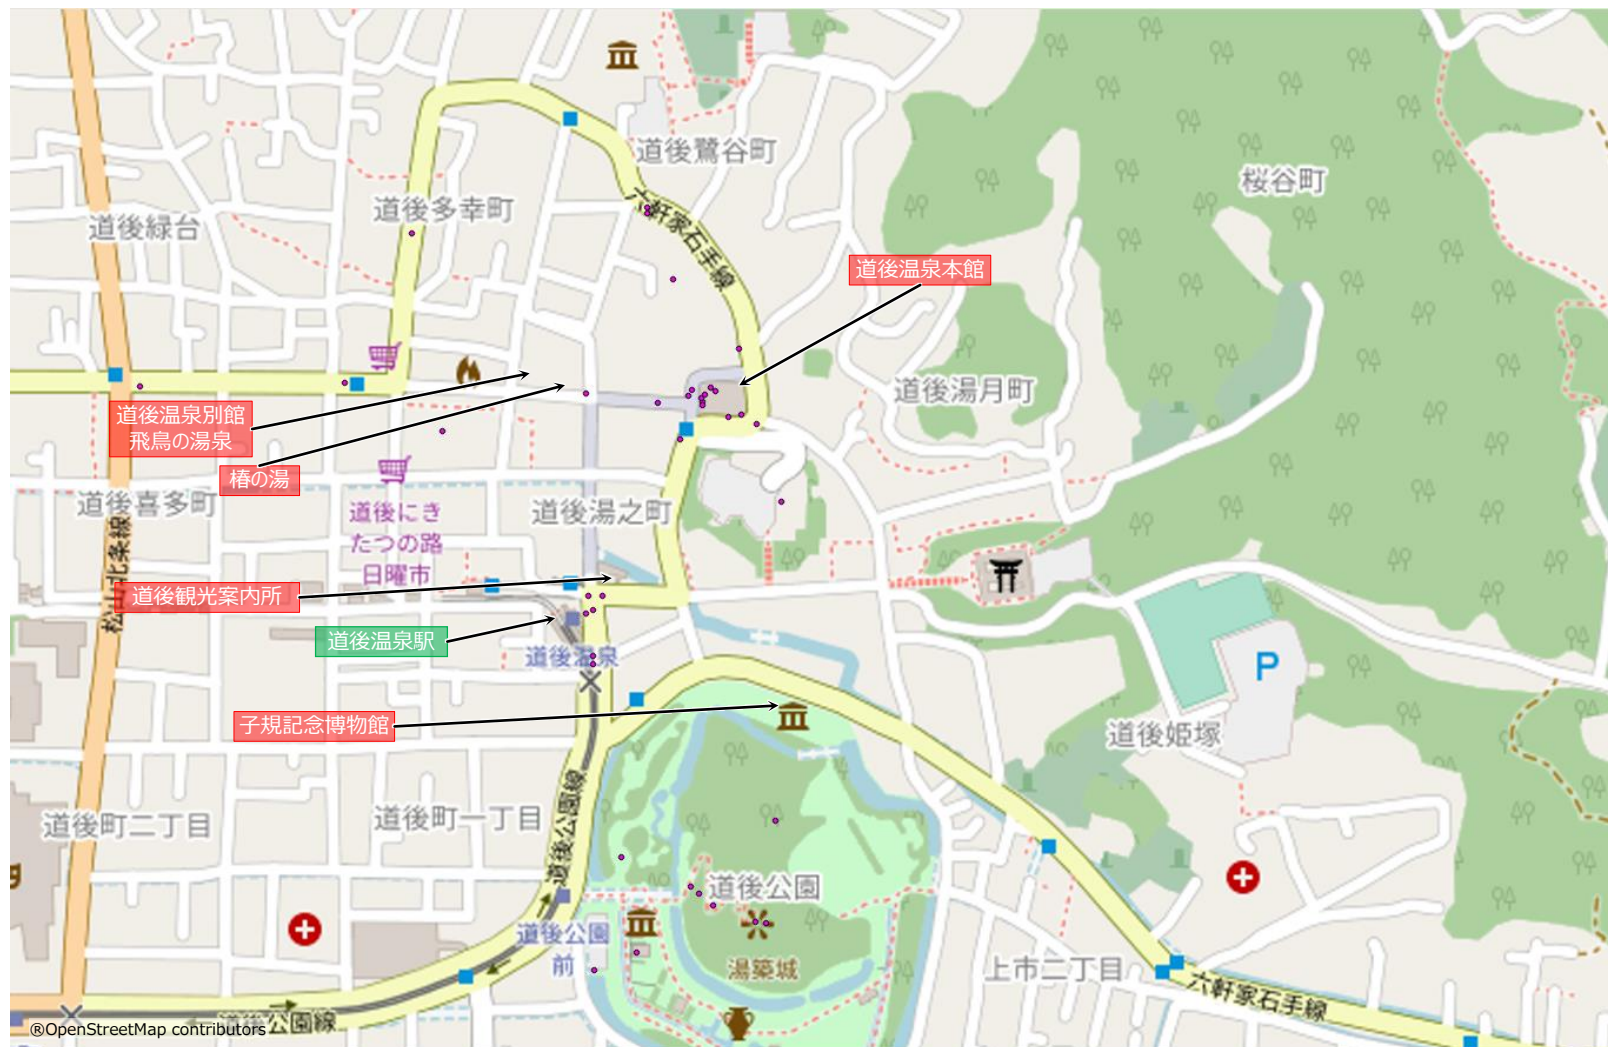 道後鷺谷町
桜谷町
道後多幸町
道後緑台
六軒家石手線
道後温泉本館
道後湯月町
道後温泉別館
飛鳥の湯泉
椿の湯
道後喜多町
道後にき
たつの路
日曜市
道後湯之町
松山北条線
道後観光案内所
道後温泉駅
道後温泉
P
子規記念博物館
道後姫塚
道後町二丁目
道後町一丁目
道後公園線
道後公園
道後公園
前
湯築城
上市二丁目
六軒家石手線
道後公園線
®OpenStreetMap contributors